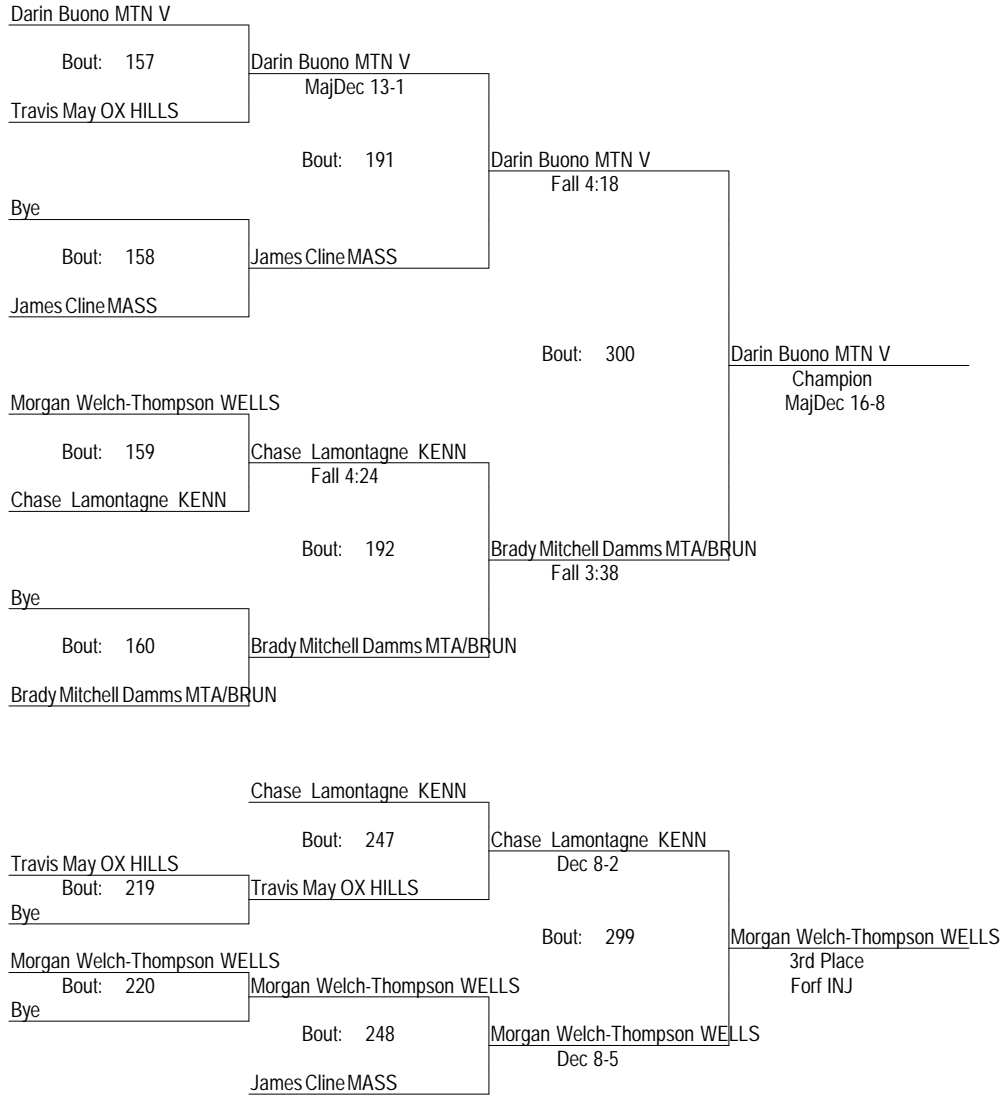 Darin Buono MTN V
Bout: 157 Darin Buono MTN V
MajDec 13-1
Travis May OX HILLS
Bout: 191 Darin Buono MTN V
Fall 4:18
Bye
Bout: 158 James Cline MASS
James Cline MASS
Bout: 300 Darin Buono MTN V
Champion
Morgan Welch-Thompson WELLS MajDec 16-8
Bout: 159 Chase Lamontagne KENN
Fall 4:24
Chase Lamontagne KENN
Bout: 192 Brady Mitchell Damms MTA/BRUN
Fall 3:38
Bye
Bout: 160 Brady Mitchell Damms MTA/BRUN
Brady Mitchell Damms MTA/BRUN
Chase Lamontagne KENN
Bout: 247 Chase Lamontagne KENN
Travis May OX HILLS Dec 8-2
Bout: 219 Travis May OX HILLS
Bye
Bout: 299 Morgan Welch-Thompson WELLS
Morgan Welch-Thompson WELLS 3rd Place
Bout: 220 Morgan Welch-Thompson WELLS Forf INJ
Bye
Bout: 248 Morgan Welch-Thompson WELLS
Dec 8-5
James Cline MASS